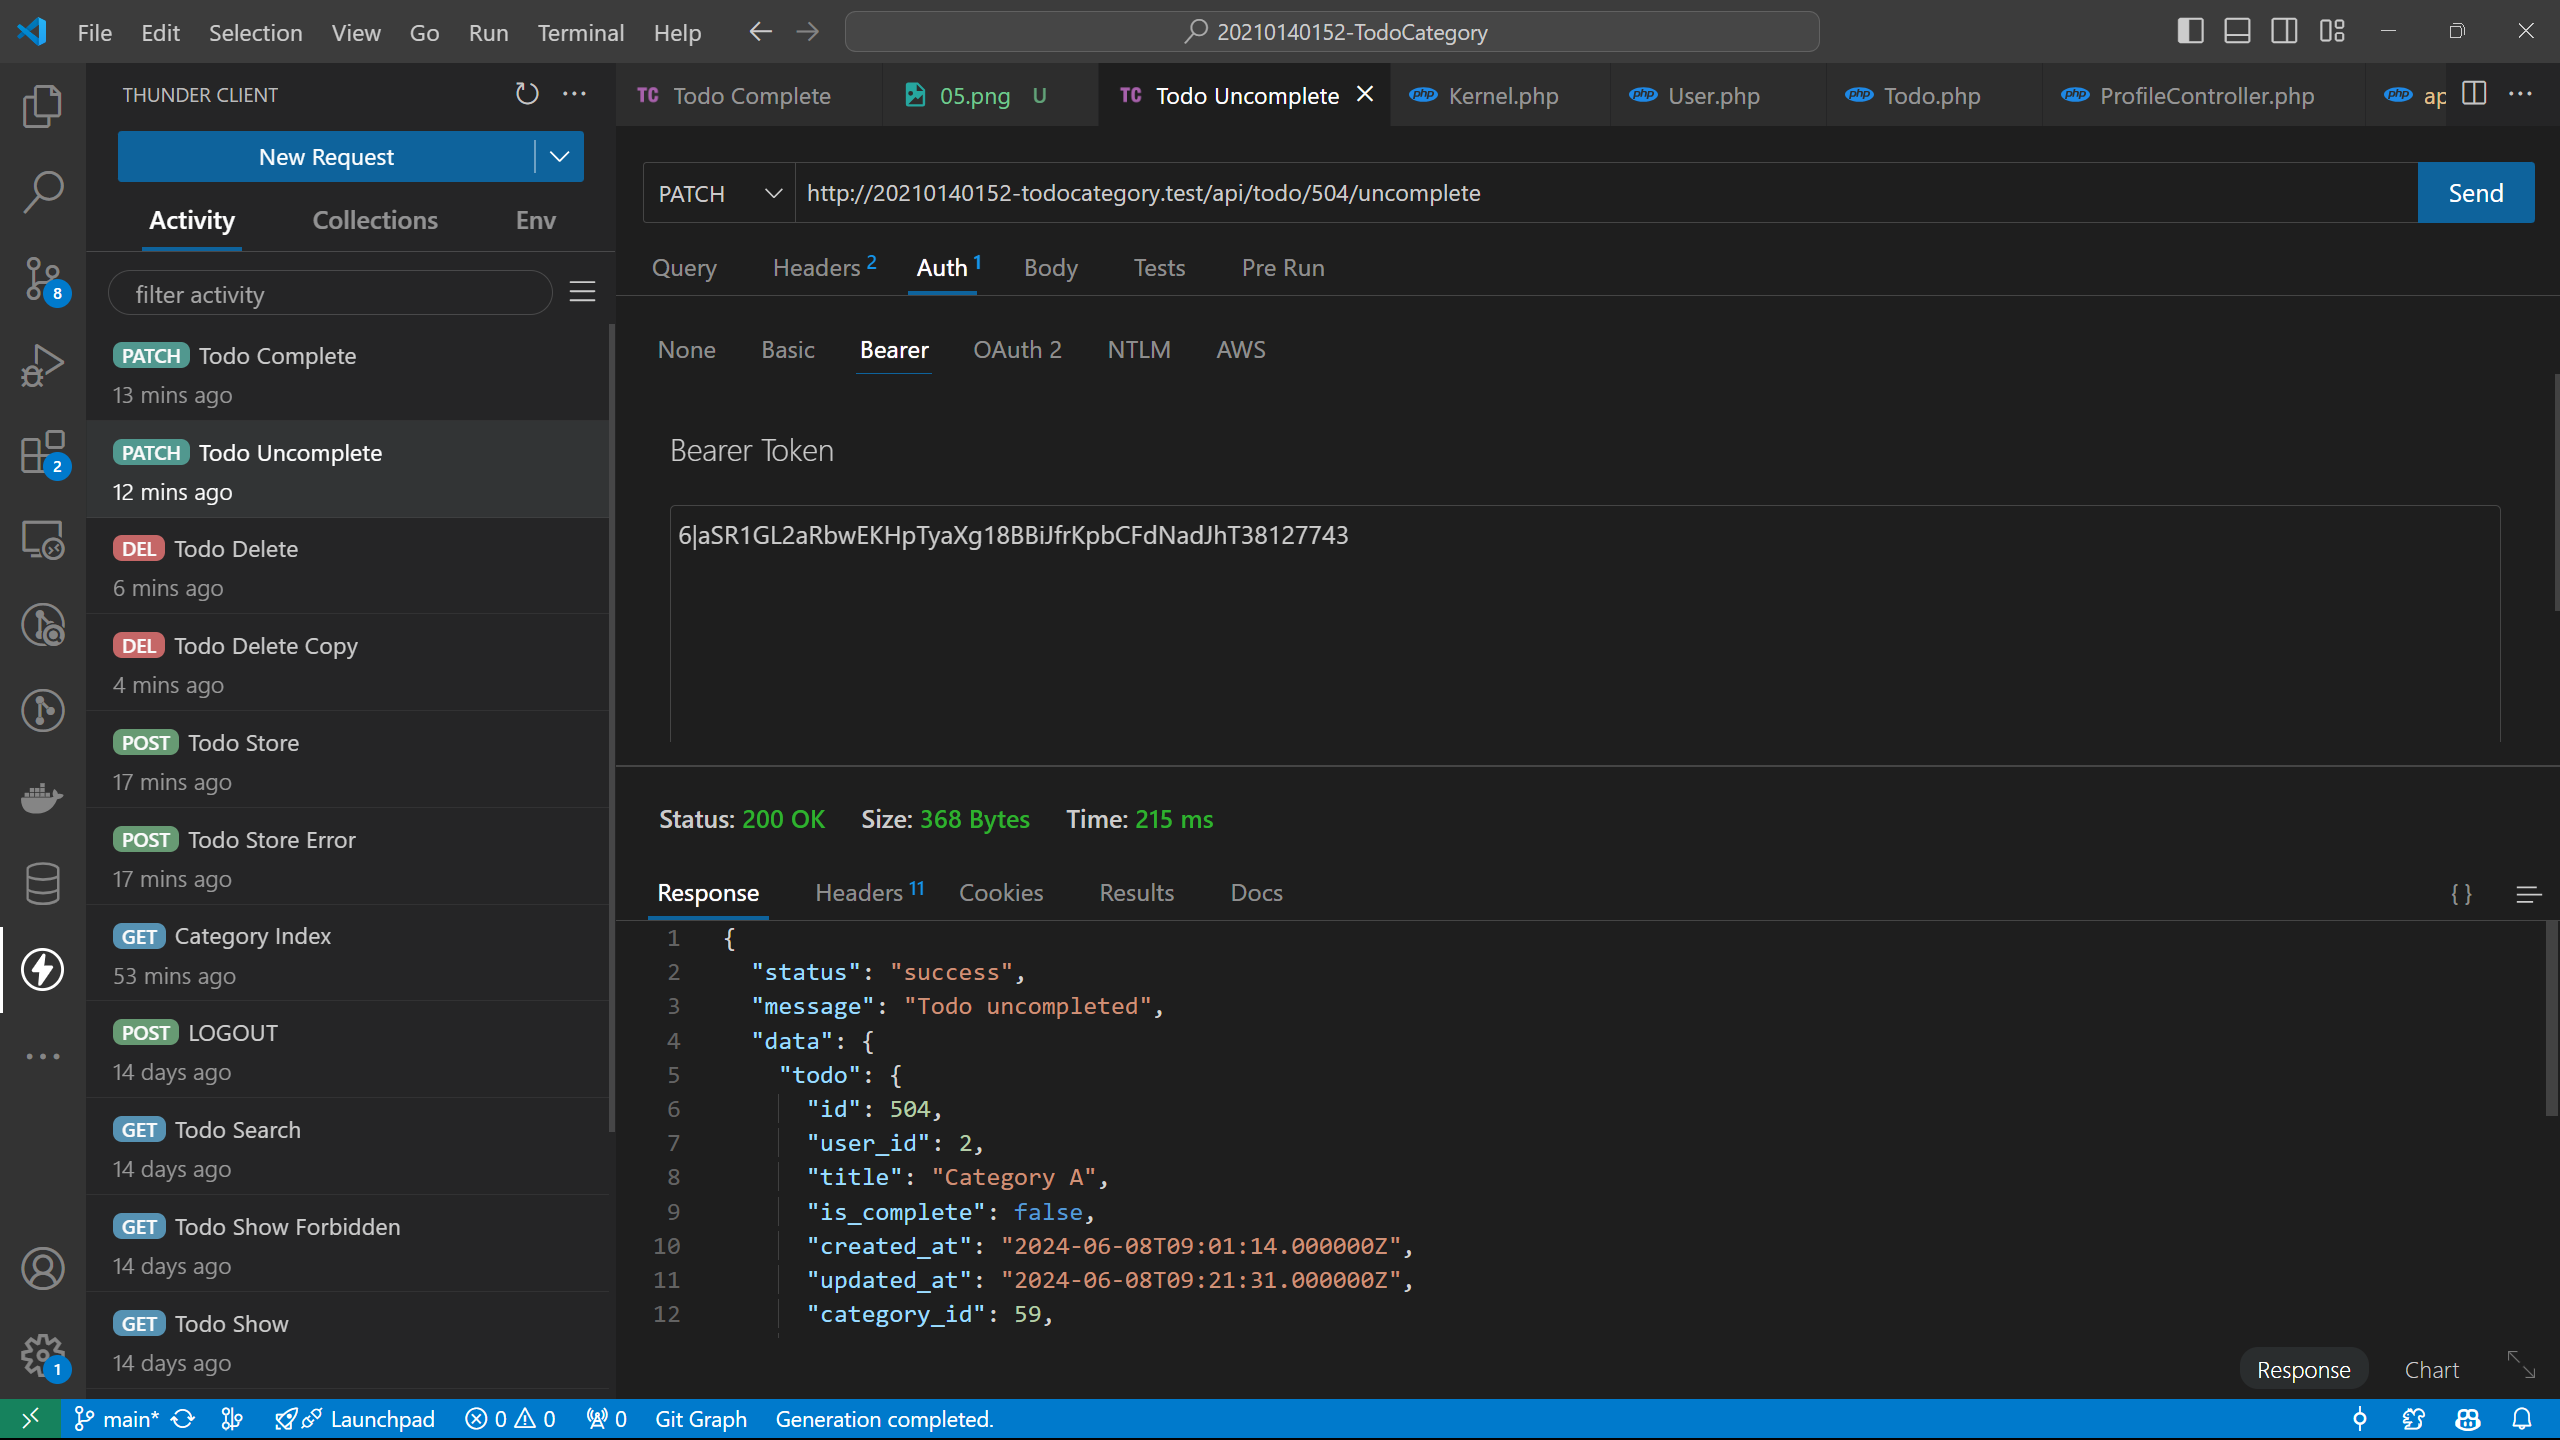 File Edit Selection View Go Run Terminal Help
20210140152-TodoCategory
THUNDER CLIENT
New Request
Activity Collections Env
filter activity
PATCH Todo Complete
13 mins ago
PATCH Todo Uncomplete
12 mins ago
DEL Todo Delete
6 mins ago
DEL Todo Delete Copy
4 mins ago
POST Todo Store
17 mins ago
POST Todo Store Error
17 mins ago
GET Category Index
53 mins ago
POST LOGOUT
14 days ago
GET Todo Search
14 days ago
GET Todo Show Forbidden
14 days ago
GET Todo Show
14 days ago
8
2
1
TC Todo Complete 05.png U TC Todo Uncomplete php Kernel.php php User.php php Todo.php php ProfileController.php php ap
PATCH http://20210140152-todocategory.test/api/todo/504/uncomplete Send
Query Headers 2 Auth 1 Body Tests Pre Run
None Basic Bearer OAuth 2 NTLM AWS
Bearer Token
6|aSR1GL2aRbwEKHpTyaXg18BBiJfrKpbCFdNadJhT38127743
Status: 200 OK Size: 368 Bytes Time: 215 ms
Response Headers 11 Cookies Results Docs {}
1 {
2 "status": "success",
3 "message": "Todo uncompleted",
4 "data": {
5 "todo": {
6 "id": 504,
7 "user_id": 2,
8 "title": "Category A",
9 "is_complete": false,
10 "created_at": "2024-06-08T09:01:14.000000Z",
11 "updated_at": "2024-06-08T09:21:31.000000Z",
12 "category_id": 59,
Response Chart
main* Launchpad 0 0 0 Git Graph Generation completed.